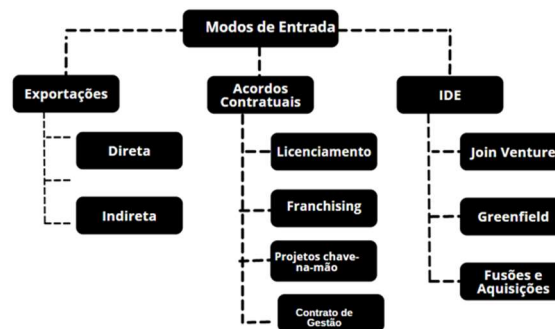 Modos de Entrada
Exportações
Direta
Indireta
Acordos
Contratuais
Licenciamento
Franchising
Projetos chave-
na-mão
Contrato de
Gestão
IDE
Join Venture
Greenfield
Fusões e
Aquisições